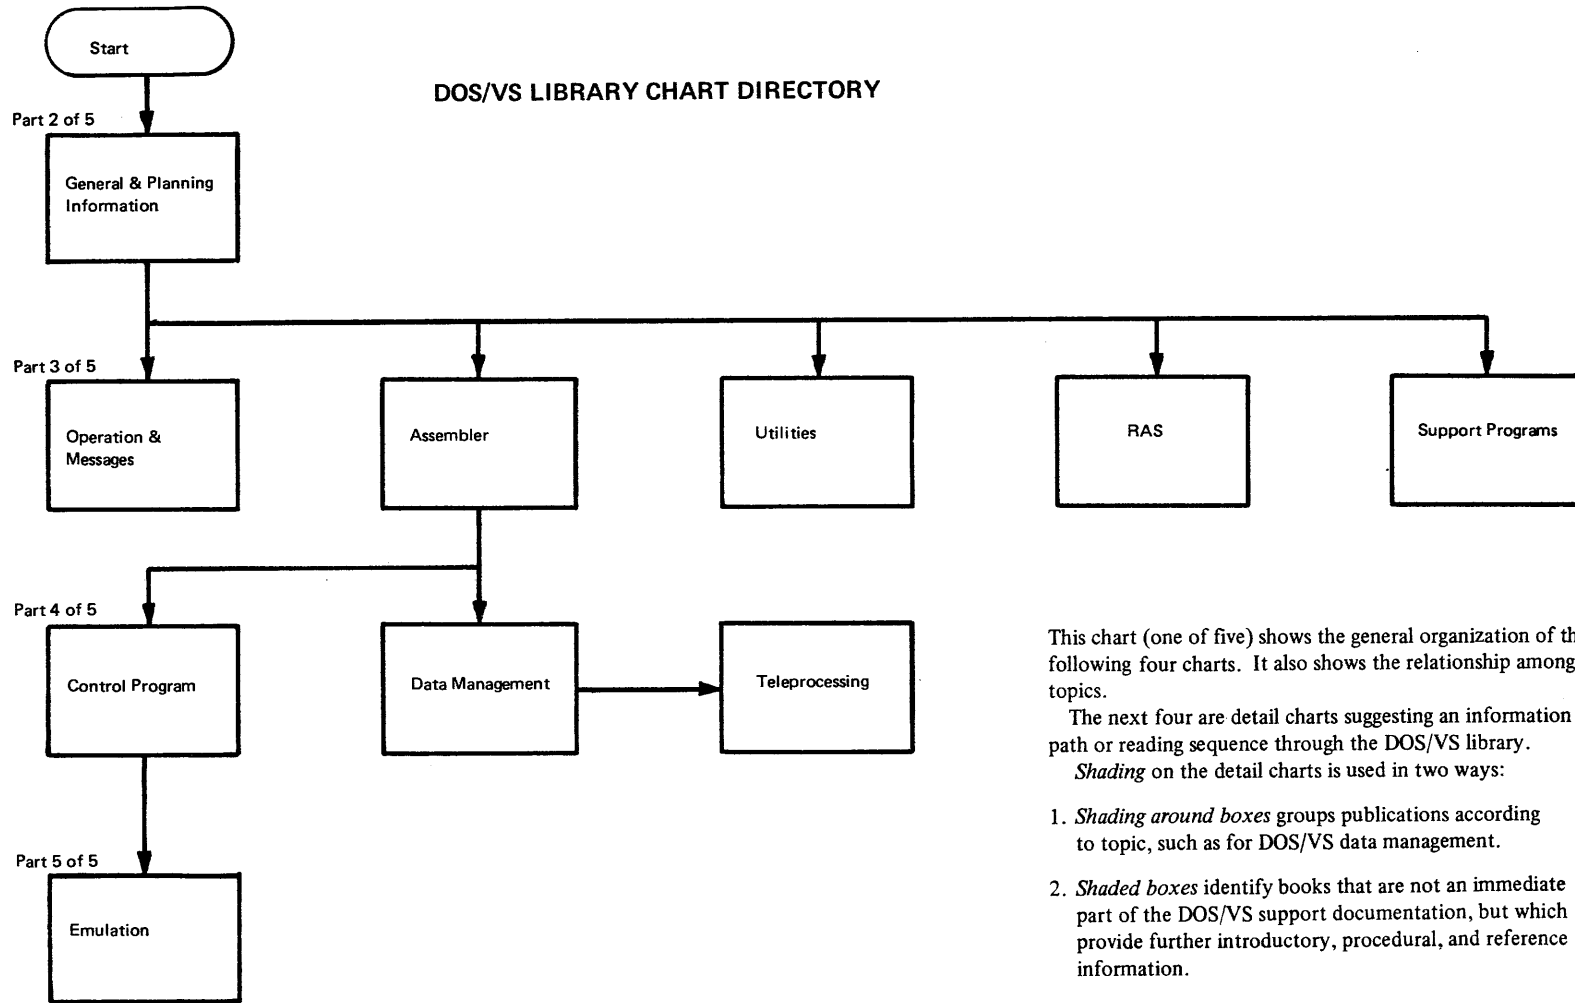 Start
DOS/VS LIBRARY CHART DIRECTORY
Part 2 of 5
General & Planning
Information
Part 3 of 5
Operation &
Messages
Assembler
Utilities
RAS
Support Programs
Part 4 of 5
Control Program
Data Management
Teleprocessing
Part 5 of 5
Emulation
This chart (one of five) shows the general organization of th
following four charts. It also shows the relationship among
topics.
The next four are detail charts suggesting an information
path or reading sequence through the DOS/VS library.
Shading on the detail charts is used in two ways:
1. Shading around boxes groups publications according
to topic, such as for DOS/VS data management.
2. Shaded boxes identify books that are not an immediate
part of the DOS/VS support documentation, but which
provide further introductory, procedural, and reference
information.